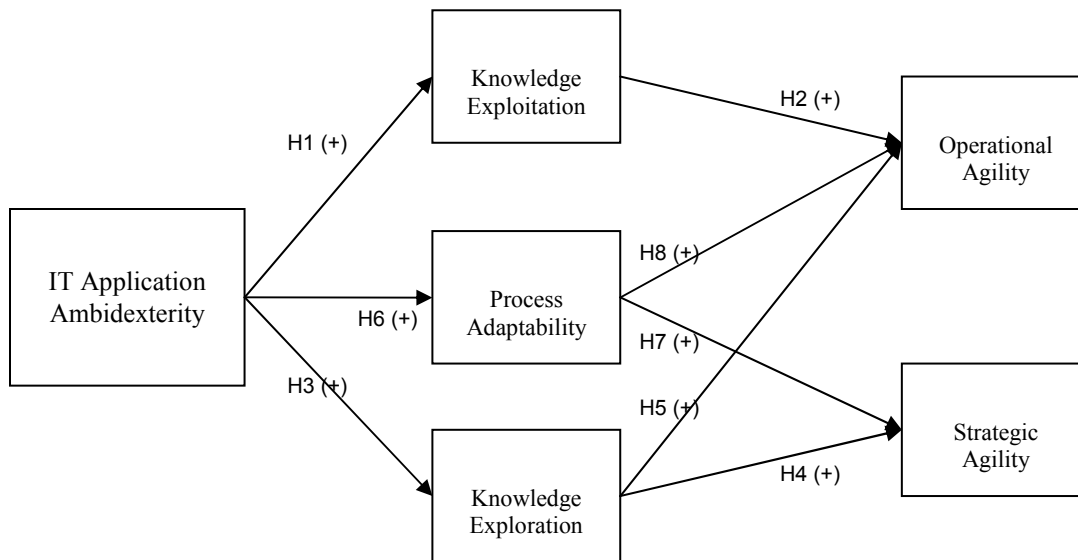 Knowledge
Exploitation
H2 (+)
Operational
Agility
H1 (+)
IT Application
Ambidexterity
H8 (+)
Process
Adaptability
H6 (+)
H7 (+)
H3 (+)
H5 (+)
Strategic
Agility
H4 (+)
Knowledge
Exploration